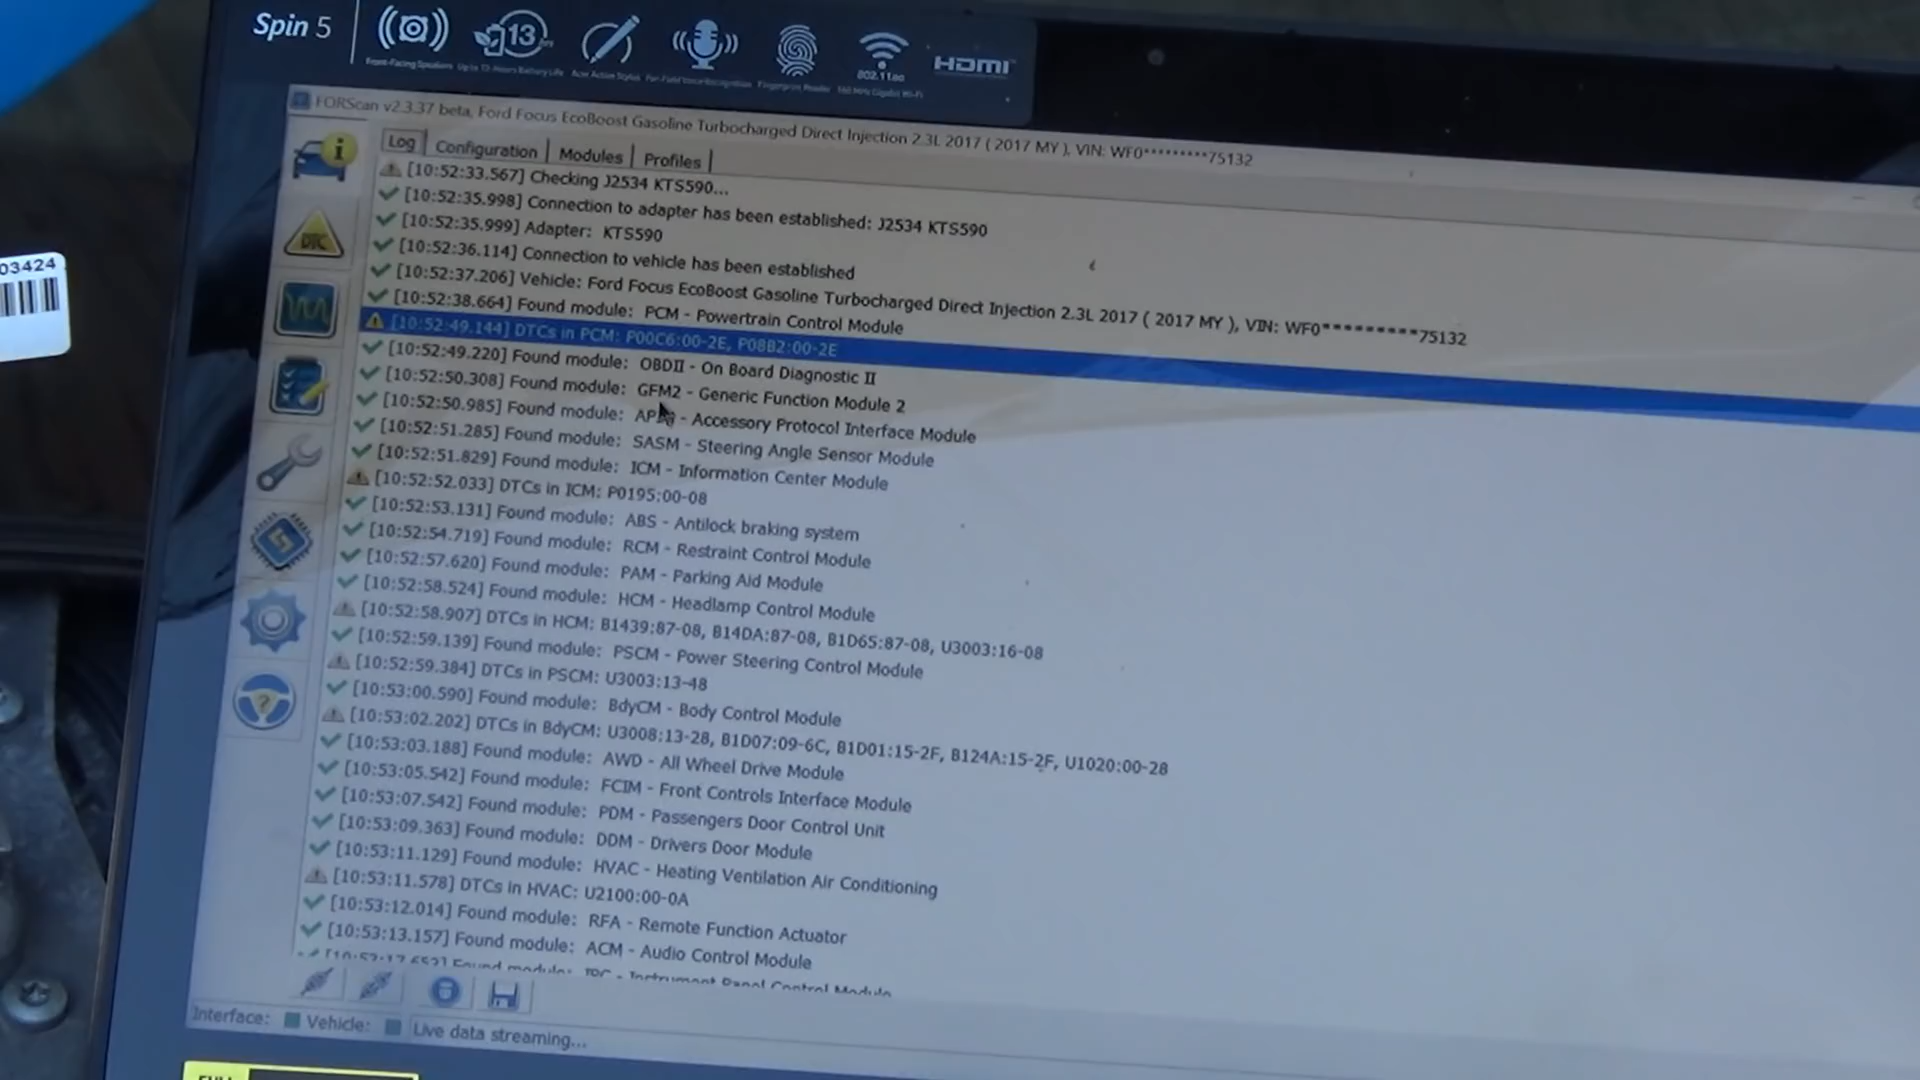 Spin 5
13 hrs
802.11ac
HDMI
Front-Facing Speakers
03424
FORScan v2.3.37 beta, Ford Focus EcoBoost Gasoline Turbocharged Direct Injection 2.3L 2017 ( 2017 MY ), VIN: WF0*********75132
Log Configuration Modules Profiles
[10:52:33.567] Checking J2534 KTS590...
[10:52:35.998] Connection to adapter has been established: J2534 KTS590
[10:52:35.999] Adapter: KTS590
[10:52:36.114] Connection to vehicle has been established
[10:52:37.206] Vehicle: Ford Focus EcoBoost Gasoline Turbocharged Direct Injection 2.3L 2017 ( 2017 MY ), VIN: WF0*********75132
[10:52:38.664] Found module: PCM - Powertrain Control Module
[10:52:49.144] DTCs in PCM: P00C6:00-2E, P08B2:00-2E
[10:52:49.220] Found module: OBDII - On Board Diagnostic II
[10:52:50.308] Found module: GFM2 - Generic Function Module 2
[10:52:50.985] Found module: - Accessory Protocol Interface Module
[10:52:51.285] Found module: SASM - Steering Angle Sensor Module
[10:52:51.829] Found module: ICM - Information Center Module
[10:52:52.033] DTCs in ICM: P0195:00-08
[10:52:53.131] Found module: ABS - Antilock braking system
[10:52:54.719] Found module: RCM - Restraint Control Module
[10:52:57.620] Found module: PAM - Parking Aid Module
[10:52:58.524] Found module: HCM - Headlamp Control Module
[10:52:58.907] DTCs in HCM: B1439:87-08, B14DA:87-08, B1D65:87-08, U3003:16-08
[10:52:59.139] Found module: PSCM - Power Steering Control Module
[10:52:59.384] DTCs in PSCM: U3003:13-48
[10:53:00.590] Found module: BdyCM - Body Control Module
[10:53:02.202] DTCs in BdyCM: U3008:13-28, B1D07:09-6C, B1D01:15-2F, B124A:15-2F, U1020:00-28
[10:53:03.188] Found module: AWD - All Wheel Drive Module
[10:53:05.542] Found module: FCIM - Front Controls Interface Module
[10:53:07.542] Found module: PDM - Passengers Door Control Unit
[10:53:09.363] Found module: DDM - Drivers Door Module
[10:53:11.129] Found module: HVAC - Heating Ventilation Air Conditioning
[10:53:11.578] DTCs in HVAC: U2100:00-0A
[10:53:12.014] Found module: RFA - Remote Function Actuator
[10:53:13.157] Found module: ACM - Audio Control Module
Found module: IPC - Instrument Panel Control Module
Interface: Vehicle: Live data streaming...
DTC
FULL